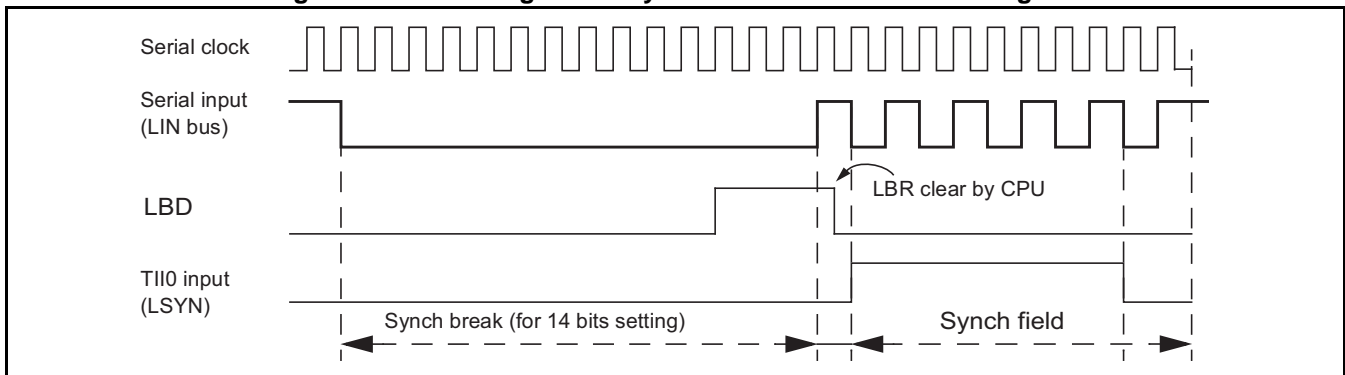 Serial clock
Serial input
(LIN bus)
LBR clear by CPU
LBD
TII0 input
(LSYN)
Synch break (for 14 bits setting)
Synch field